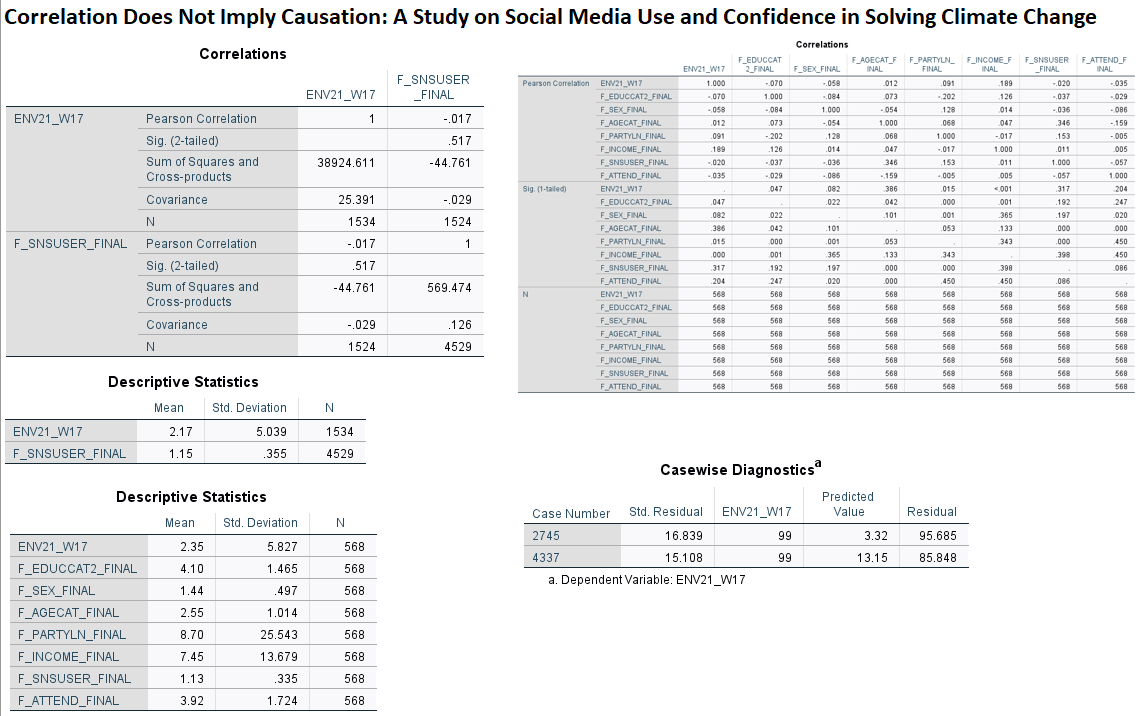 Correlation Does Not Imply Causation: A Study on Social Media Use and Confidence in Solving Climate Change
Correlations
ENV21_W17 F_SNSUSER
_FINAL
ENV21_W17 Pearson Correlation 1 -.017
Sig. (2-tailed) .517
Sum of Squares and
Cross-products 38924.611 -44.761
Covariance 25.391 -.029
N 1534 1524
F_SNSUSER_FINAL Pearson Correlation -.017 1
Sig. (2-tailed) .517
Sum of Squares and
Cross-products -44.761 569.474
Covariance -.029 .126
N 1524 4529
Descriptive Statistics
Mean Std. Deviation N
ENV21_W17 2.17 5.039 1534
F_SNSUSER_FINAL 1.15 .355 4529
Descriptive Statistics
Mean Std. Deviation N
ENV21_W17 2.35 5.827 568
F_EDUCCAT2_FINAL 4.10 1.465 568
F_SEX_FINAL 1.44 .497 568
F_AGECAT_FINAL 2.55 1.014 568
F_PARTYLN_FINAL 8.70 25.543 568
F_INCOME_FINAL 7.45 13.679 568
F_SNSUSER_FINAL 1.13 .335 568
F_ATTEND_FINAL 3.92 1.724 568
Correlations
ENV21_W17 F_EDUCCAT
2_FINAL F_SEX_FINAL F_AGECAT_F
INAL F_PARTYLN_
FINAL F_INCOME_F
INAL F_SNSUSER
_FINAL F_ATTEND_F
INAL
Pearson Correlation ENV21_W17 1.000 -.070 -.058 .012 .091 .189 -.020 -.035
F_EDUCCAT2_FINAL -.070 1.000 -.084 .073 -.202 .126 -.037 -.029
F_SEX_FINAL -.058 -.084 1.000 -.054 .128 .014 -.036 -.086
F_AGECAT_FINAL .012 .073 -.054 1.000 .068 .047 .346 -.159
F_PARTYLN_FINAL .091 -.202 .128 .068 1.000 -.017 .153 -.005
F_INCOME_FINAL .189 .126 .014 .047 -.017 1.000 .011 .005
F_SNSUSER_FINAL -.020 -.037 -.036 .346 .153 .011 1.000 -.057
F_ATTEND_FINAL -.035 -.029 -.086 -.159 -.005 .005 -.057 1.000
Sig. (1-tailed) ENV21_W17 . .047 .082 .386 .015 <.001 .317 .204
F_EDUCCAT2_FINAL .047 . .022 .042 .000 .001 .192 .247
F_SEX_FINAL .082 .022 . .101 .001 .365 .197 .020
F_AGECAT_FINAL .386 .042 .101 . .053 .133 .000 .000
F_PARTYLN_FINAL .015 .000 .001 .053 . .343 .000 .450
F_INCOME_FINAL .000 .001 .365 .133 .343 . .398 .450
F_SNSUSER_FINAL .317 .192 .197 .000 .000 .398 . .086
F_ATTEND_FINAL .204 .247 .020 .000 .450 .450 .086 .
N ENV21_W17 568 568 568 568 568 568 568 568
F_EDUCCAT2_FINAL 568 568 568 568 568 568 568 568
F_SEX_FINAL 568 568 568 568 568 568 568 568
F_AGECAT_FINAL 568 568 568 568 568 568 568 568
F_PARTYLN_FINAL 568 568 568 568 568 568 568 568
F_INCOME_FINAL 568 568 568 568 568 568 568 568
F_SNSUSER_FINAL 568 568 568 568 568 568 568 568
F_ATTEND_FINAL 568 568 568 568 568 568 568 568
Casewise Diagnostics a
Case Number Std. Residual ENV21_W17 Predicted
Value Residual
2745 16.839 99 3.32 95.685
4337 15.108 99 13.15 85.848
a. Dependent Variable: ENV21_W17